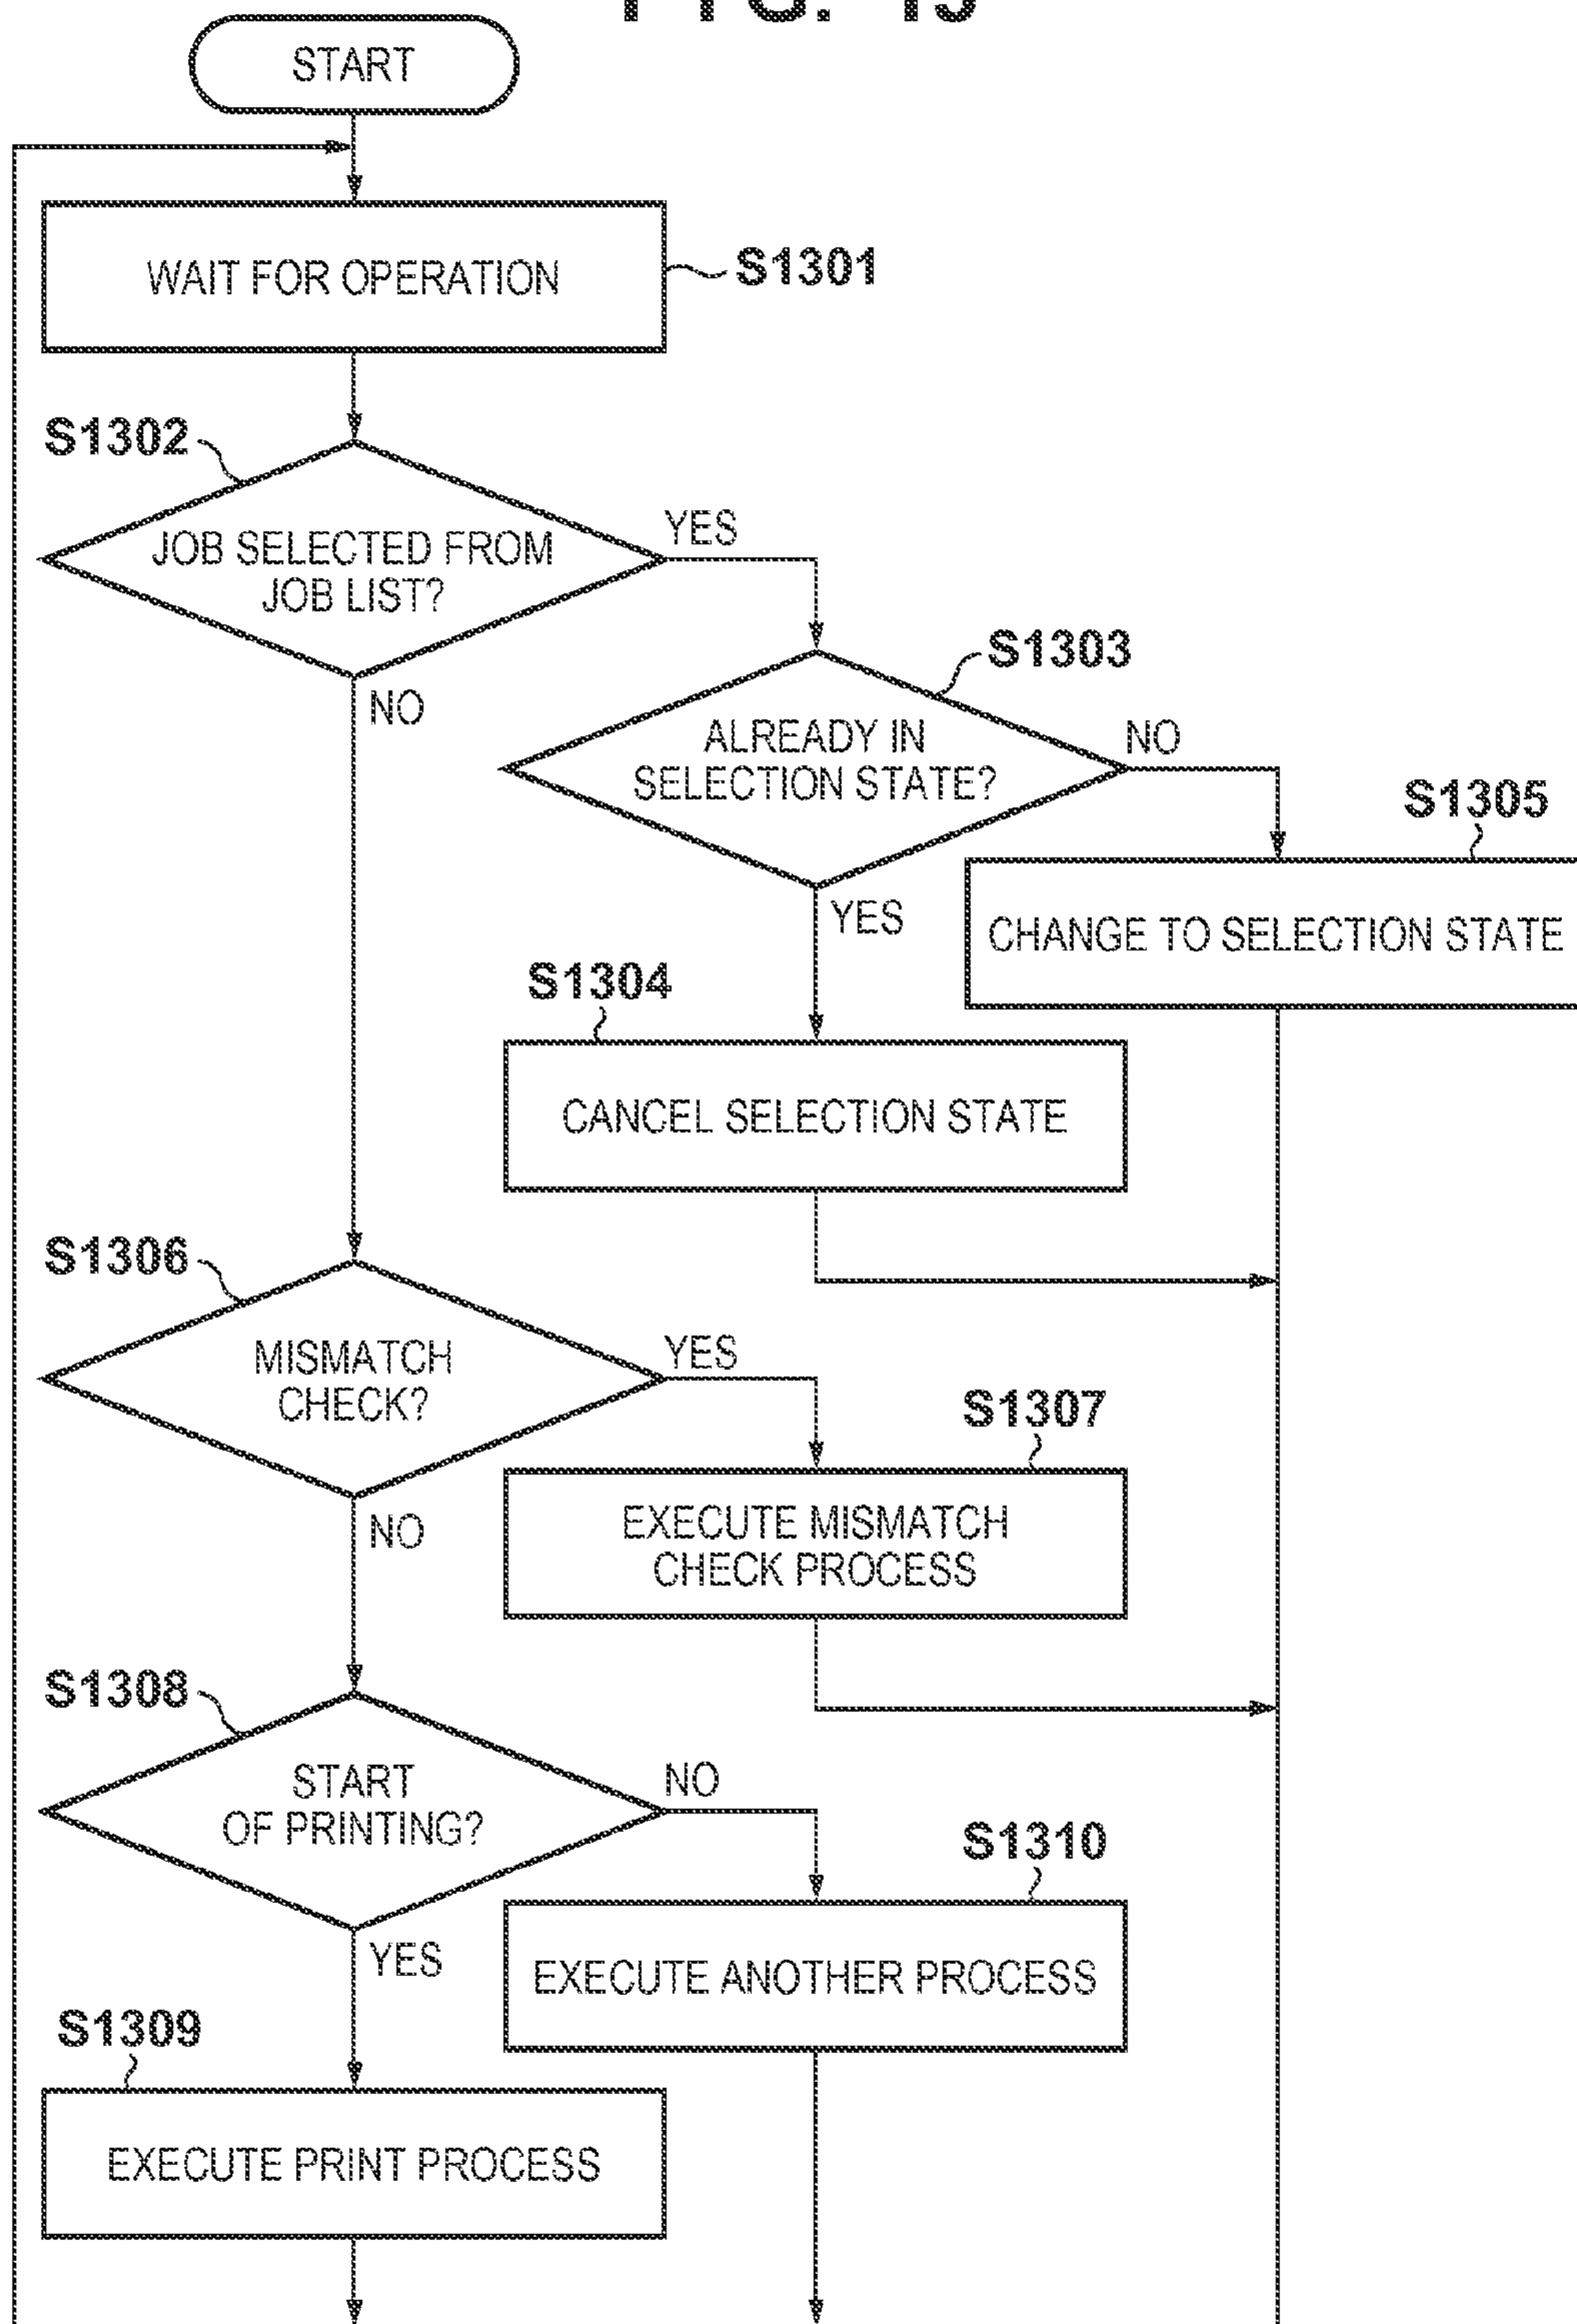 START
WAIT FOR OPERATION
S1301
S1302
JOB SELECTED FROM
JOB LIST?
YES
NO
S1303
ALREADY IN
SELECTION STATE?
NO
YES
S1305
CHANGE TO SELECTION STATE
S1304
CANCEL SELECTION STATE
S1306
MISMATCH
CHECK?
YES
NO
S1307
EXECUTE MISMATCH
CHECK PROCESS
S1308
START
OF PRINTING?
NO
YES
S1310
EXECUTE ANOTHER PROCESS
S1309
EXECUTE PRINT PROCESS